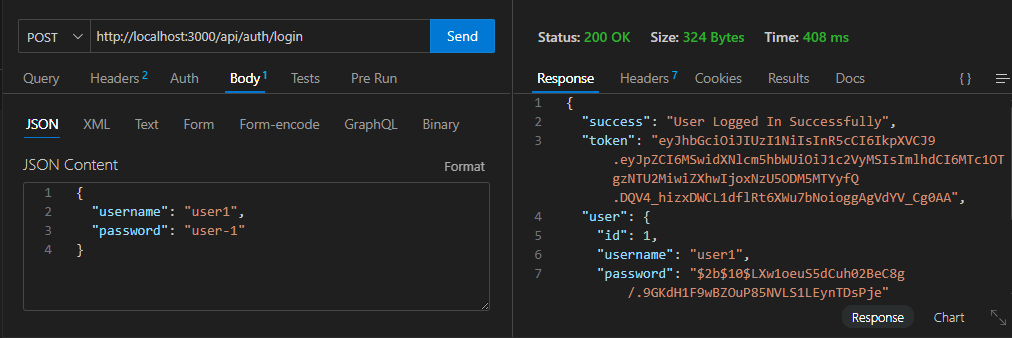 POST http://localhost:3000/api/auth/login Send
Query Headers 2 Auth Body 1 Tests Pre Run
JSON XML Text Form Form-encode GraphQL Binary
JSON Content Format
1 {
2 "username": "user1",
3 "password": "user-1"
4 }
Status: 200 OK Size: 324 Bytes Time: 408 ms
Response Headers 7 Cookies Results Docs { }
1 {
2 "success": "User Logged In Successfully",
3 "token": "eyJhbGciOiJIUzI1NiIsInR5cCI6IkpXVCJ9
.eyJpZCI6MSwidXNlcm5hbWUiOiJ1c2VyMSIsImlhdCI6MTc1OT
gzNTU2MiwiZXhwIjoxNzU5ODM5MTYyfQ
.DQV4_hizxDWCL1dflRt6XWu7bNoioggAgVdYV_Cg0AA",
4 "user": {
5 "id": 1,
6 "username": "user1",
7 "password": "$2b$10$LXw1oeuS5dCuh02BeC8g
/.9GKdH1F9wBZOuP85NVLS1LEynTDsPje"
Response Chart